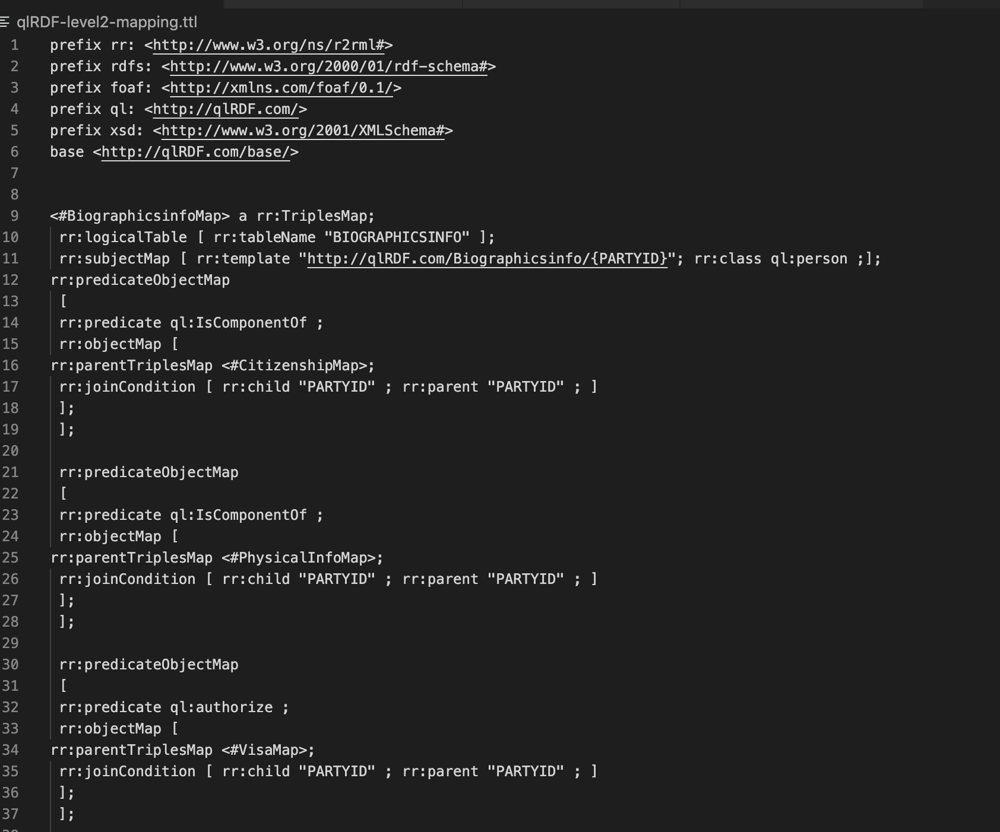 qlRDF-level2-mapping.ttl
1 prefix rr: <http://www.w3.org/ns/r2rml#>
2 prefix rdfs: <http://www.w3.org/2000/01/rdf-schema#>
3 prefix foaf: <http://xmlns.com/foaf/0.1/>
4 prefix ql: <http://qlRDF.com/>
5 prefix xsd: <http://www.w3.org/2001/XMLSchema#>
6 base <http://qlRDF.com/base/>
7
8
9 <#BiographicsinfoMap> a rr:TriplesMap;
10 rr:logicalTable [ rr:tableName "BIOGRAPHICSINFO" ];
11 rr:subjectMap [ rr:template "http://qlRDF.com/Biographicsinfo/{PARTYID}"; rr:class ql:person ;];
12 rr:predicateObjectMap
13 [
14 rr:predicate ql:IsComponentOf ;
15 rr:objectMap [
16 rr:parentTriplesMap <#CitizenshipMap>;
17 rr:joinCondition [ rr:child "PARTYID" ; rr:parent "PARTYID" ; ]
18 ];
19 ];
20
21 rr:predicateObjectMap
22 [
23 rr:predicate ql:IsComponentOf ;
24 rr:objectMap [
25 rr:parentTriplesMap <#PhysicalInfoMap>;
26 rr:joinCondition [ rr:child "PARTYID" ; rr:parent "PARTYID" ; ]
27 ];
28 ];
29
30 rr:predicateObjectMap
31 [
32 rr:predicate ql:authorize ;
33 rr:objectMap [
34 rr:parentTriplesMap <#VisaMap>;
35 rr:joinCondition [ rr:child "PARTYID" ; rr:parent "PARTYID" ; ]
36 ];
37 ];